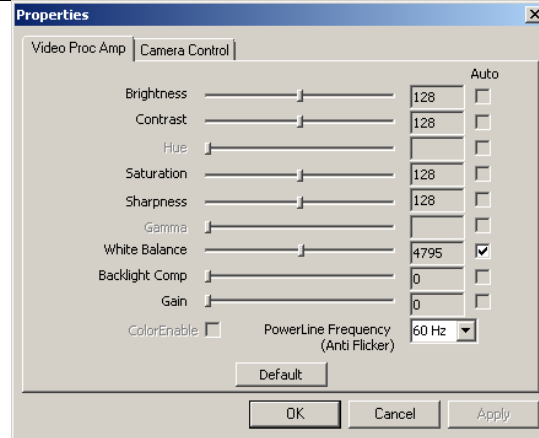 Properties
Video Proc Amp Camera Control
Auto
Brightness 128
Contrast 128
Hue
Saturation 128
Sharpness 128
Gamma
White Balance 4795
Backlight Comp 0
Gain 0
ColorEnable PowerLine Frequency 60 Hz
(Anti Flicker)
Default
OK Cancel Apply